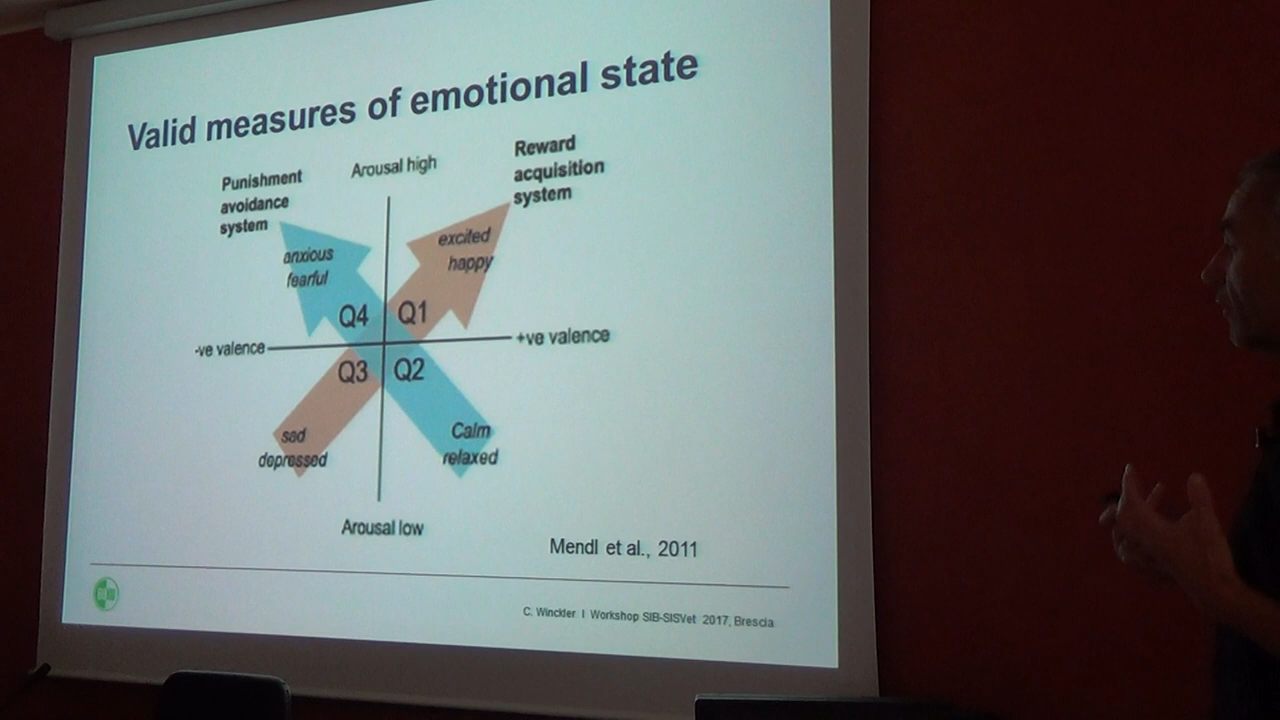 Valid measures of emotional state
Arousal high
Reward
acquisition
system
Punishment
avoidance
system
anxious
fearful
excited
happy
Q4 Q1
-ve valence
+ve valence
Q3 Q2
sad
depressed
Calm
relaxed
Arousal low
Mendl et al., 2011
C. Winckler I Workshop SIB-SISVet 2017, Brescia